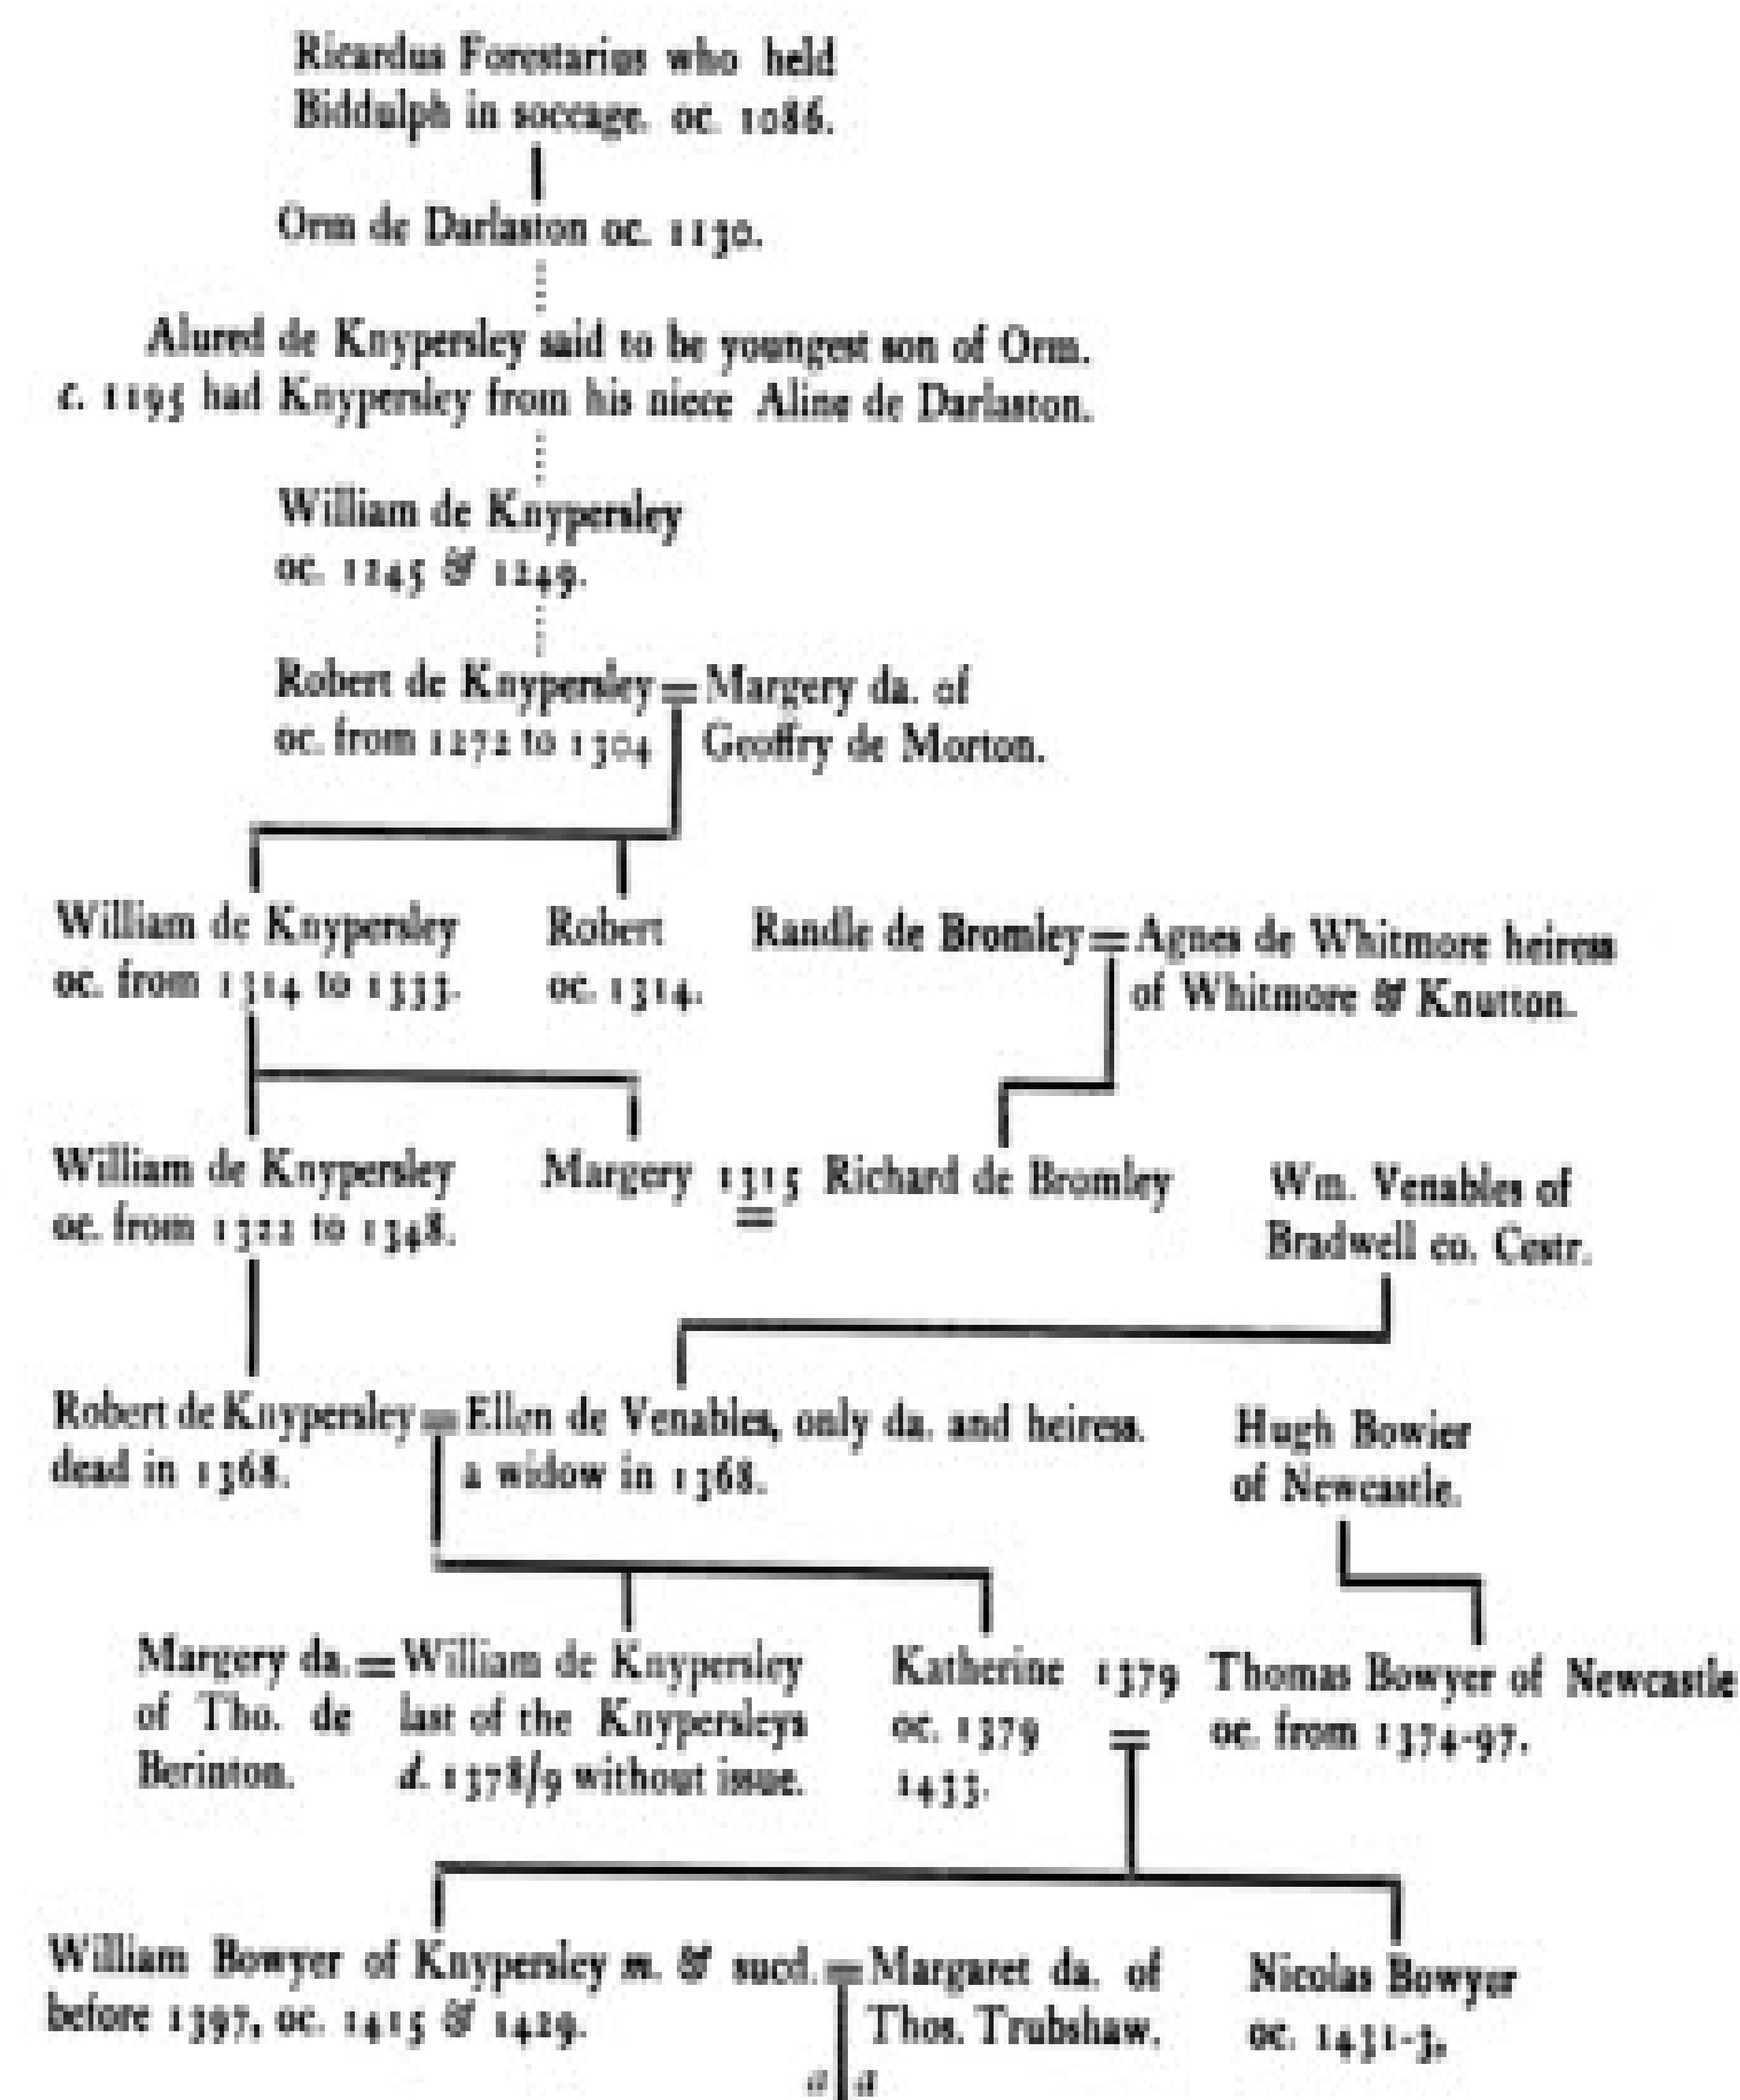 Ricardus Forestarius who held
Biddulph in soccage. oc. 1086.
Orm de Darlaston oc. 1130.
Alured de Knypersley said to be youngest son of Orm.
c. 1195 had Knypersley from his niece Aline de Darlaston.
William de Knypersley
oc. 1245 & 1249.
Robert de Knypersley = Margery da. of
oc. from 1272 to 1304 Geoffry de Morton.
William de Knypersley
oc. from 1314 to 1333.
Robert
oc. 1314.
Randle de Bromley = Agnes de Whitmore heiress
of Whitmore & Knutton.
William de Knypersley
oc. from 1322 to 1348.
Margery 1315 Richard de Bromley
=
Wm. Venables of
Bradwell co. Cestr.
Robert de Knypersley = Ellen de Venables, only da. and heiress.
dead in 1368. a widow in 1368.
Hugh Bowier
of Newcastle.
Margery da. = William de Knypersley
of Tho. de last of the Knypersleys
Berinton. d. 1378/9 without issue.
Katherine 1379 Thomas Bowyer of Newcastle
oc. 1379 = oc. from 1374-97.
1433.
William Bowyer of Knypersley m. & sucd. = Margaret da. of
before 1397, oc. 1415 & 1429. Thos. Trubshaw.
Nicolas Bowyer
oc. 1431-3.
a a